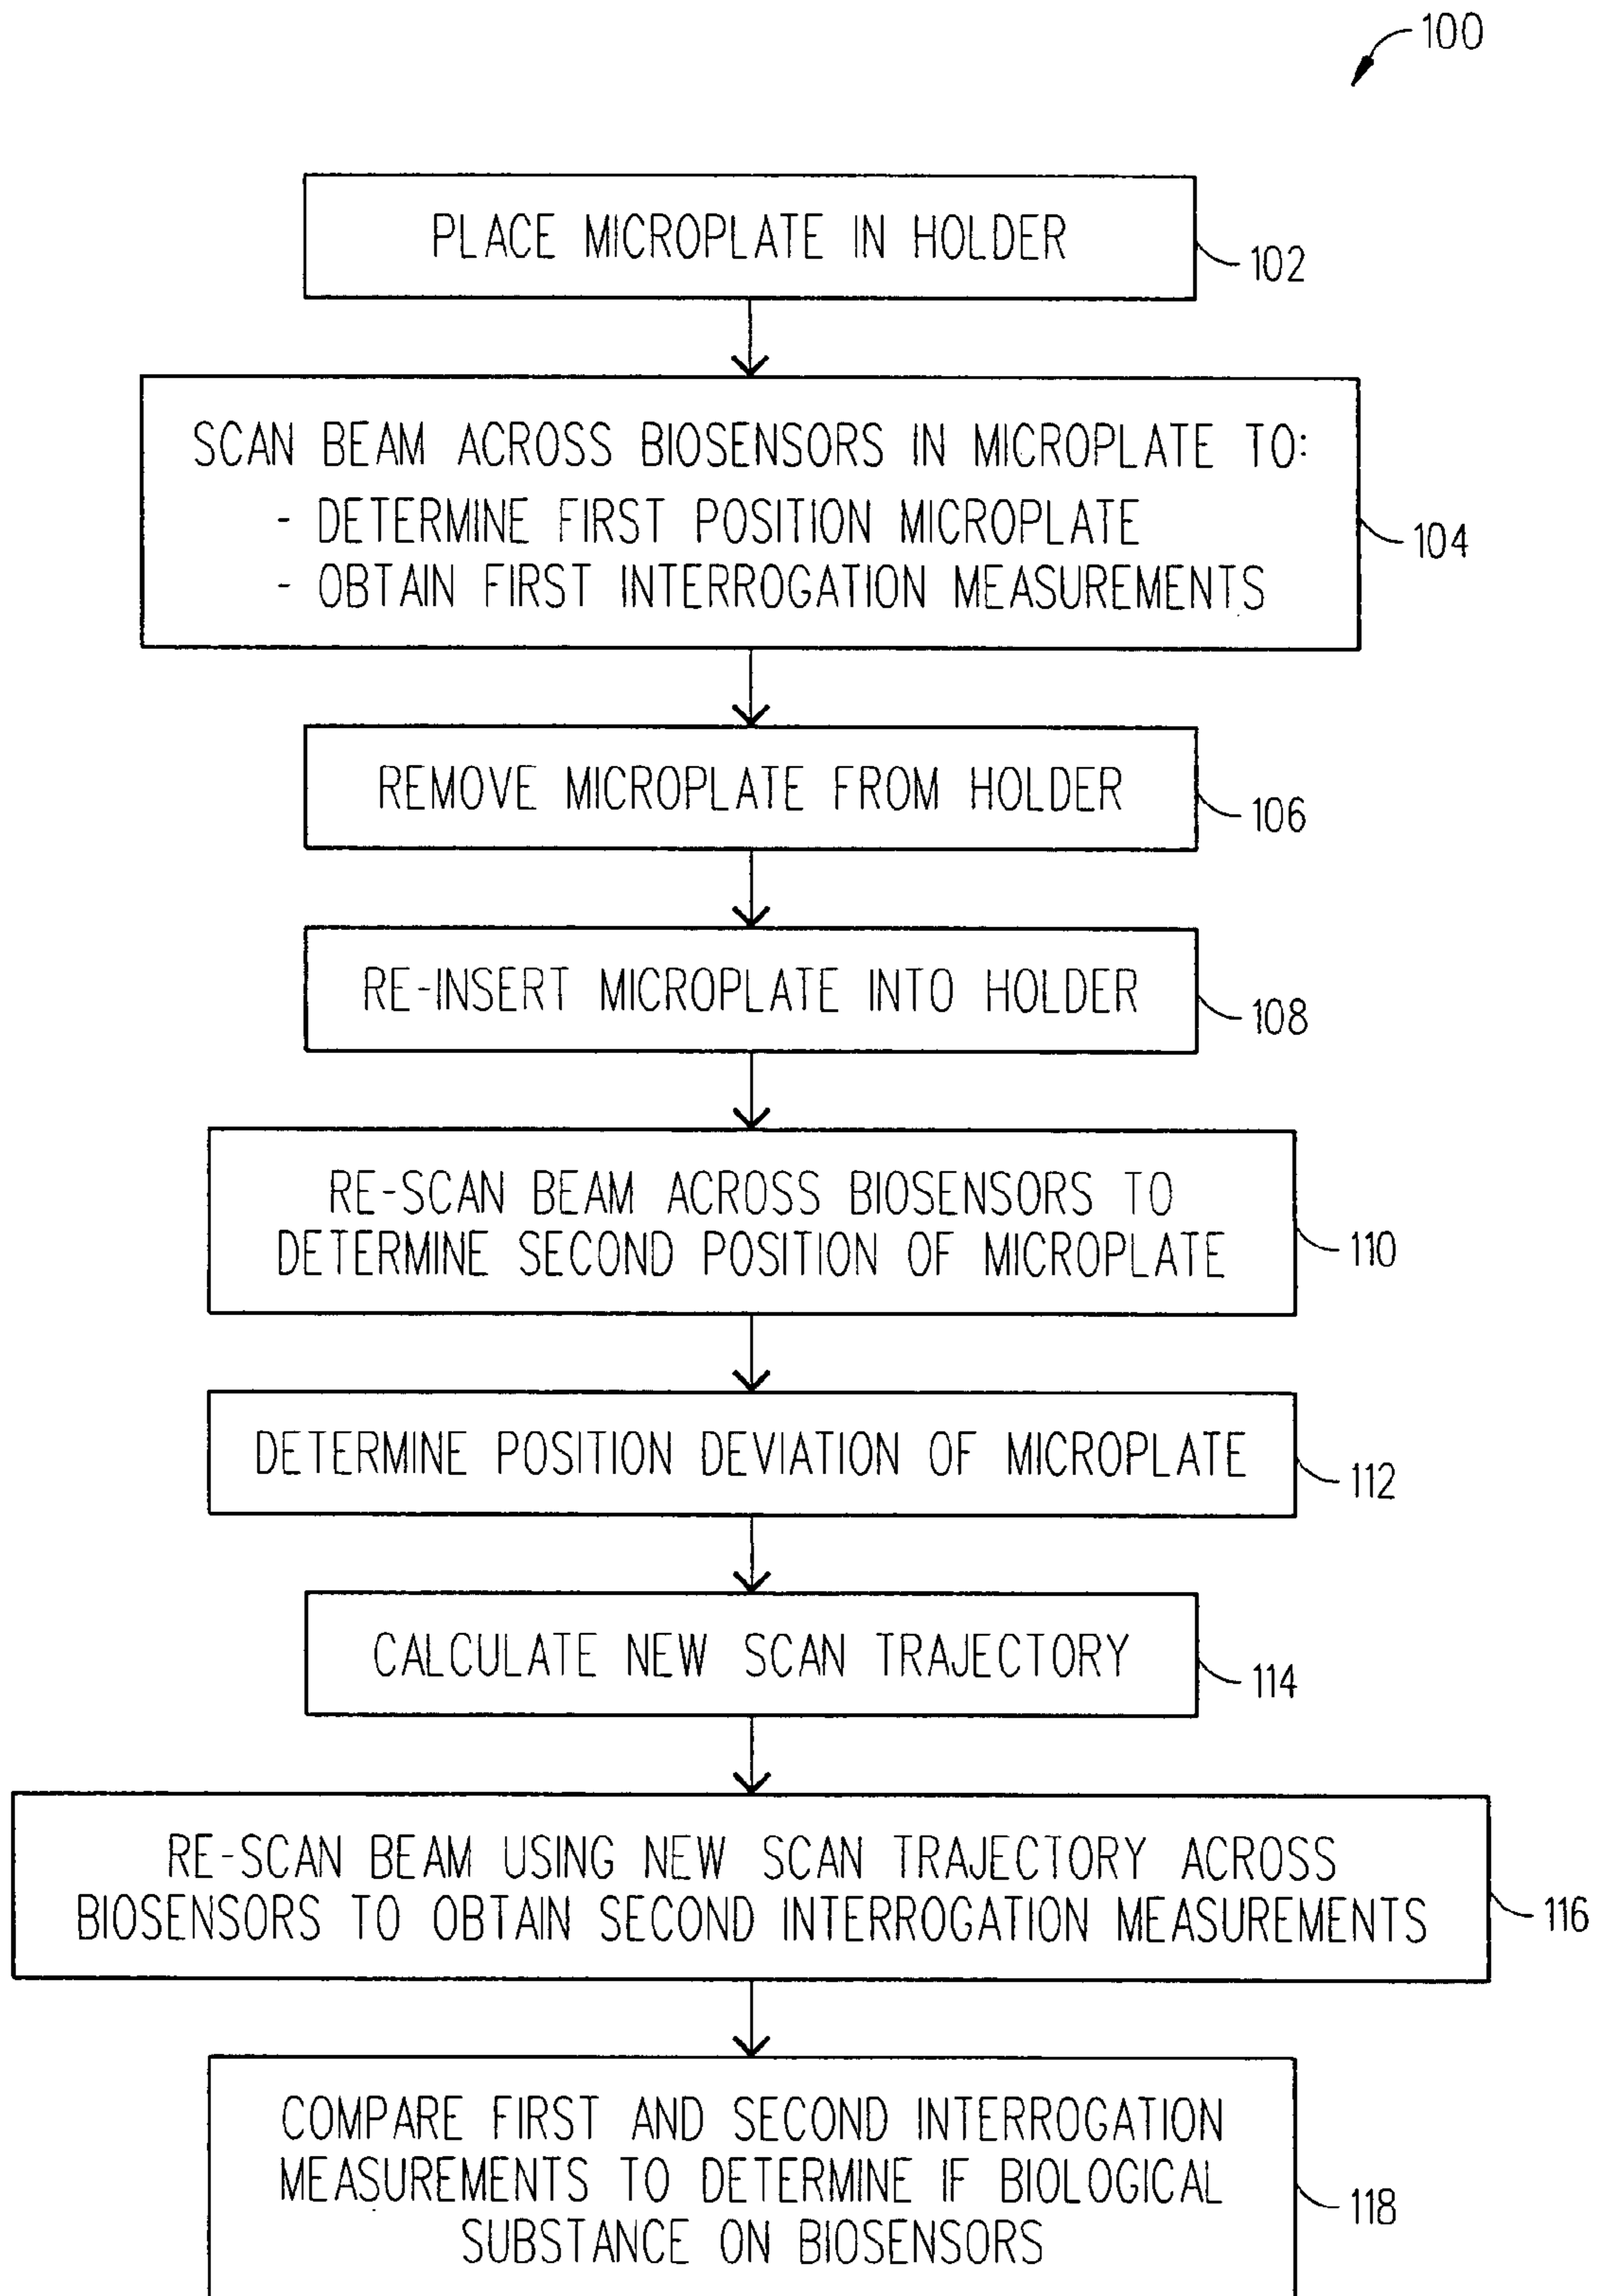 100
PLACE MICROPLATE IN HOLDER
102
SCAN BEAM ACROSS BIOSENSORS IN MICROPLATE TO:
- DETERMINE FIRST POSITION MICROPLATE
- OBTAIN FIRST INTERROGATION MEASUREMENTS
104
REMOVE MICROPLATE FROM HOLDER
106
RE-INSERT MICROPLATE INTO HOLDER
108
RE-SCAN BEAM ACROSS BIOSENSORS TO
DETERMINE SECOND POSITION OF MICROPLATE
110
DETERMINE POSITION DEVIATION OF MICROPLATE
112
CALCULATE NEW SCAN TRAJECTORY
114
RE-SCAN BEAM USING NEW SCAN TRAJECTORY ACROSS
BIOSENSORS TO OBTAIN SECOND INTERROGATION MEASUREMENTS
116
COMPARE FIRST AND SECOND INTERROGATION
MEASUREMENTS TO DETERMINE IF BIOLOGICAL
SUBSTANCE ON BIOSENSORS
118